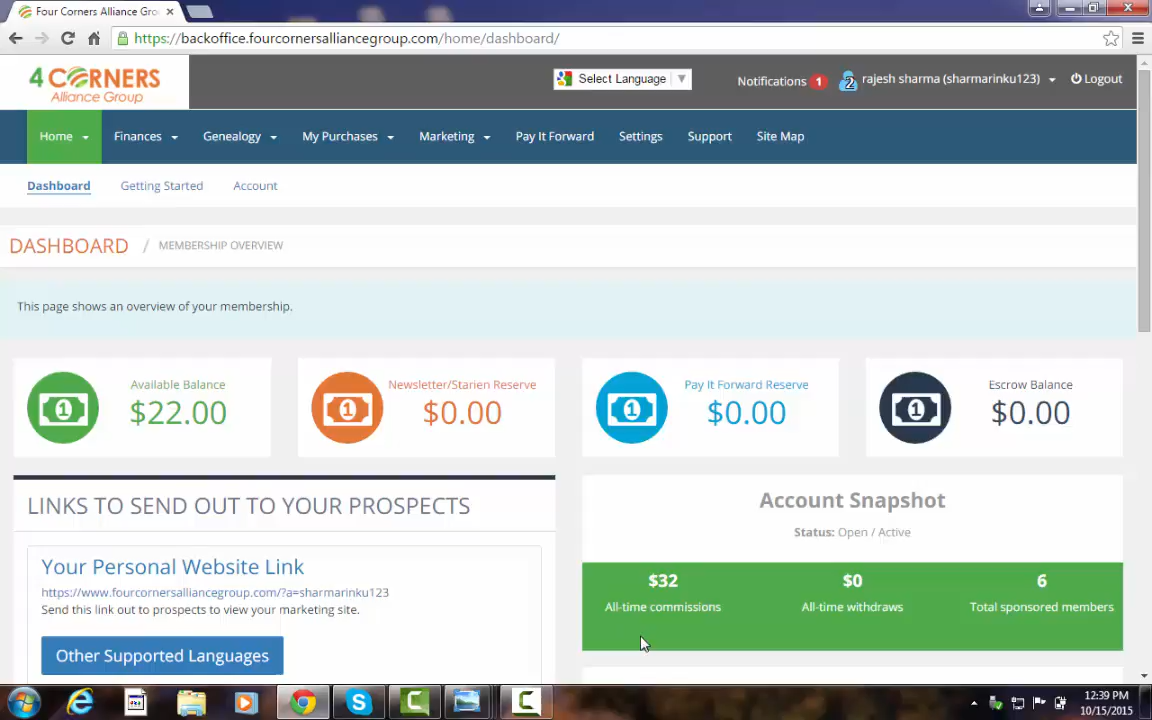 Four Corners Alliance Gro
https://backoffice.fourcornersalliancegroup.com/home/dashboard/
4 CORNERS
Alliance Group
Select Language
Notifications 1
2
rajesh sharma (sharmarinku123)
Logout
Home
Finances
Genealogy
My Purchases
Marketing
Pay It Forward
Settings
Support
Site Map
Dashboard
Getting Started
Account
DASHBOARD / MEMBERSHIP OVERVIEW
This page shows an overview of your membership.
1
Available Balance
$22.00
1
Newsletter/Starien Reserve
$0.00
1
Pay It Forward Reserve
$0.00
1
Escrow Balance
$0.00
LINKS TO SEND OUT TO YOUR PROSPECTS
Your Personal Website Link
https://www.fourcornersalliancegroup.com/?a=sharmarinku123
Send this link out to prospects to view your marketing site.
Other Supported Languages
Account Snapshot
Status: Open / Active
$32
All-time commissions
$0
All-time withdraws
6
Total sponsored members
12:39 PM
10/15/2015